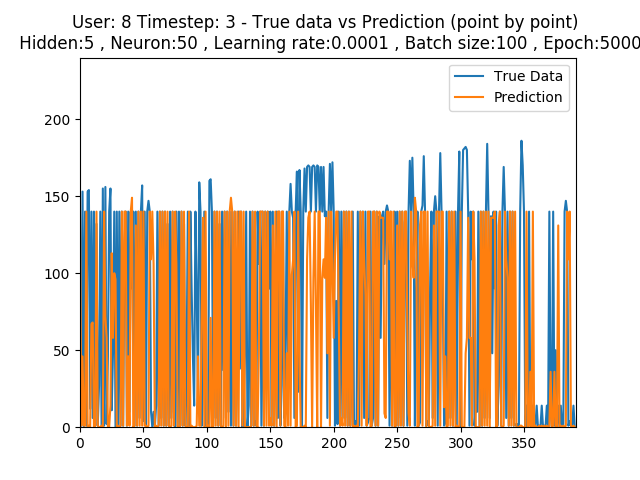 User: 8 Timestep: 3 - True data vs Prediction (point by point)
Hidden:5 , Neuron:50 , Learning rate:0.0001 , Batch size:100 , Epoch:5000
True Data
Prediction
200
150
100
50
0
0 50 100 150 200 250 300 350